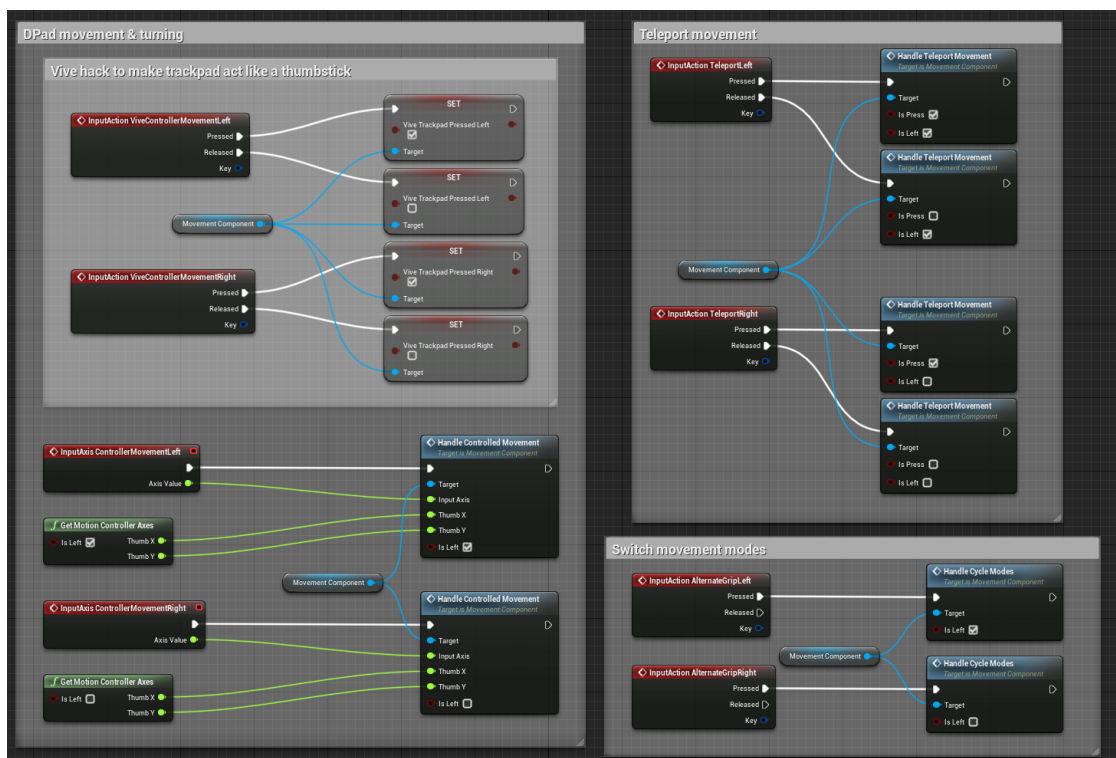 DPad movement & turning
Vive hack to make trackpad act like a thumbstick
InputAction ViveControllerMovementLeft
Pressed
Released
Key
SET
Vive Trackpad Pressed Left
Target
SET
Vive Trackpad Pressed Left
Target
Movement Component
InputAction ViveControllerMovementRight
Pressed
Released
Key
SET
Vive Trackpad Pressed Right
Target
SET
Vive Trackpad Pressed Right
Target
InputAxis ControllerMovementLeft
Axis Value
Get Motion Controller Axes
Is Left
Thumb X
Thumb Y
Handle Controlled Movement
Target is Movement Component
Target
Input Axis
Thumb X
Thumb Y
Is Left
Movement Component
InputAxis ControllerMovementRight
Axis Value
Get Motion Controller Axes
Is Left
Thumb X
Thumb Y
Handle Controlled Movement
Target is Movement Component
Target
Input Axis
Thumb X
Thumb Y
Is Left
Teleport movement
InputAction TeleportLeft
Pressed
Released
Key
Handle Teleport Movement
Target is Movement Component
Target
Is Press
Is Left
Handle Teleport Movement
Target is Movement Component
Target
Is Press
Is Left
Movement Component
InputAction TeleportRight
Pressed
Released
Key
Handle Teleport Movement
Target is Movement Component
Target
Is Press
Is Left
Handle Teleport Movement
Target is Movement Component
Target
Is Press
Is Left
Switch movement modes
InputAction AlternateGripLeft
Pressed
Released
Key
Handle Cycle Modes
Target is Movement Component
Target
Is Left
Movement Component
InputAction AlternateGripRight
Pressed
Released
Key
Handle Cycle Modes
Target is Movement Component
Target
Is Left